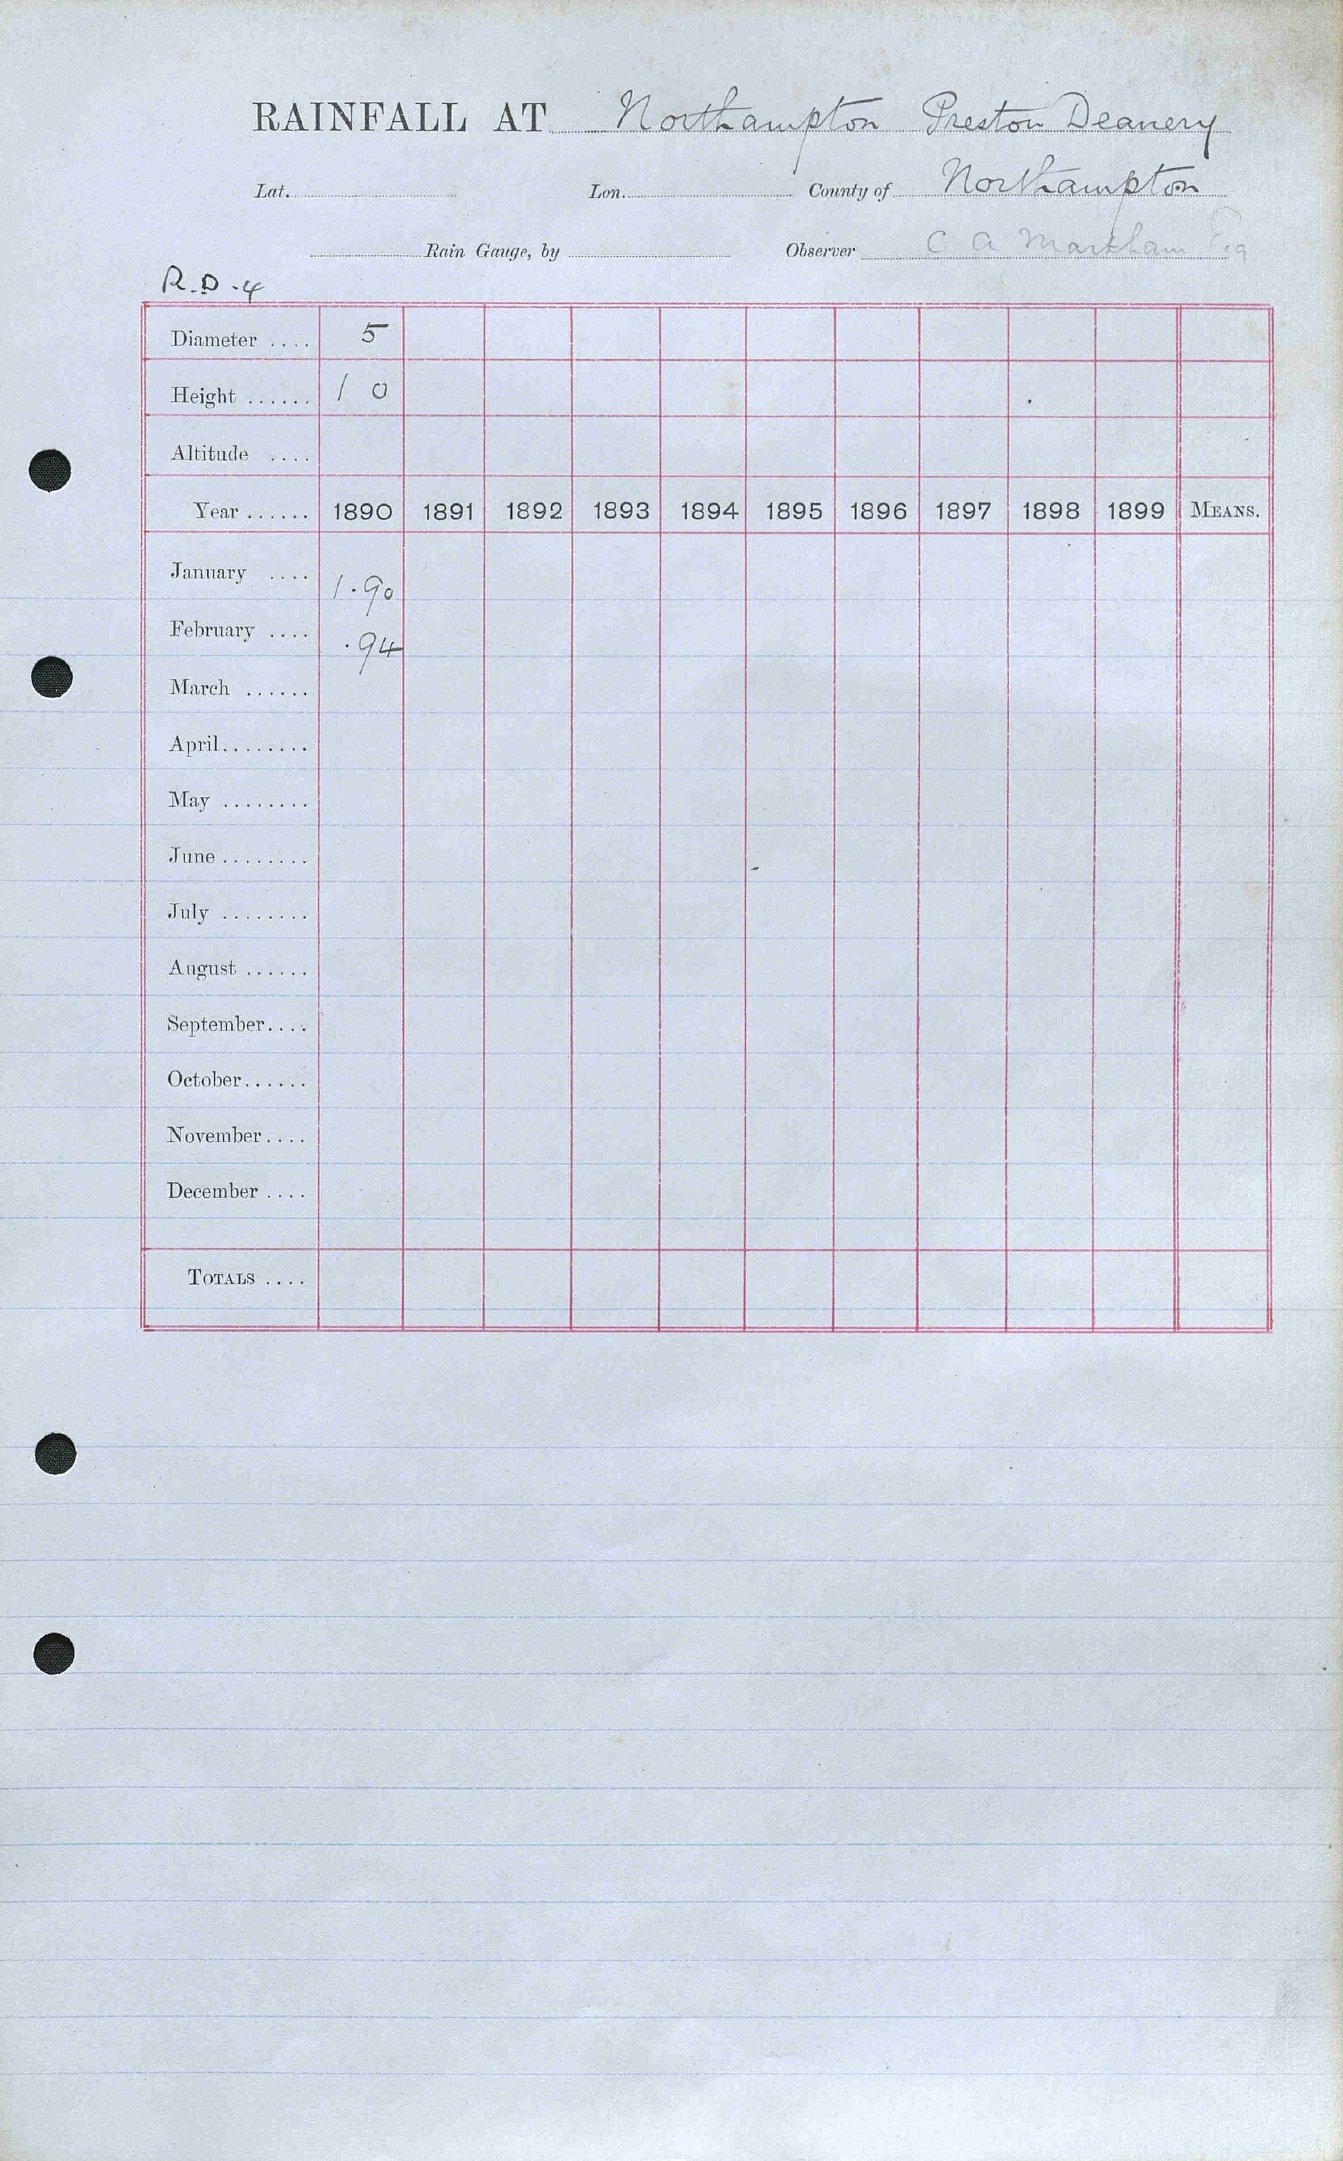 RAINFALL AT Northampton Preston Deanery
Lat. Lon. County of Northampton
Rain Gauge, by Observer C A Markham Esq
R.D.4
Diameter .... 5
Height ...... 1 0
Altitude ....
Year ...... 1890 1891 1892 1893 1894 1895 1896 1897 1898 1899 MEANS.
January .... 1.90
February .... .94
March ......
April ........
May ........
June ........
July ........
August ......
September ....
October ......
November ....
December ....
TOTALS ....